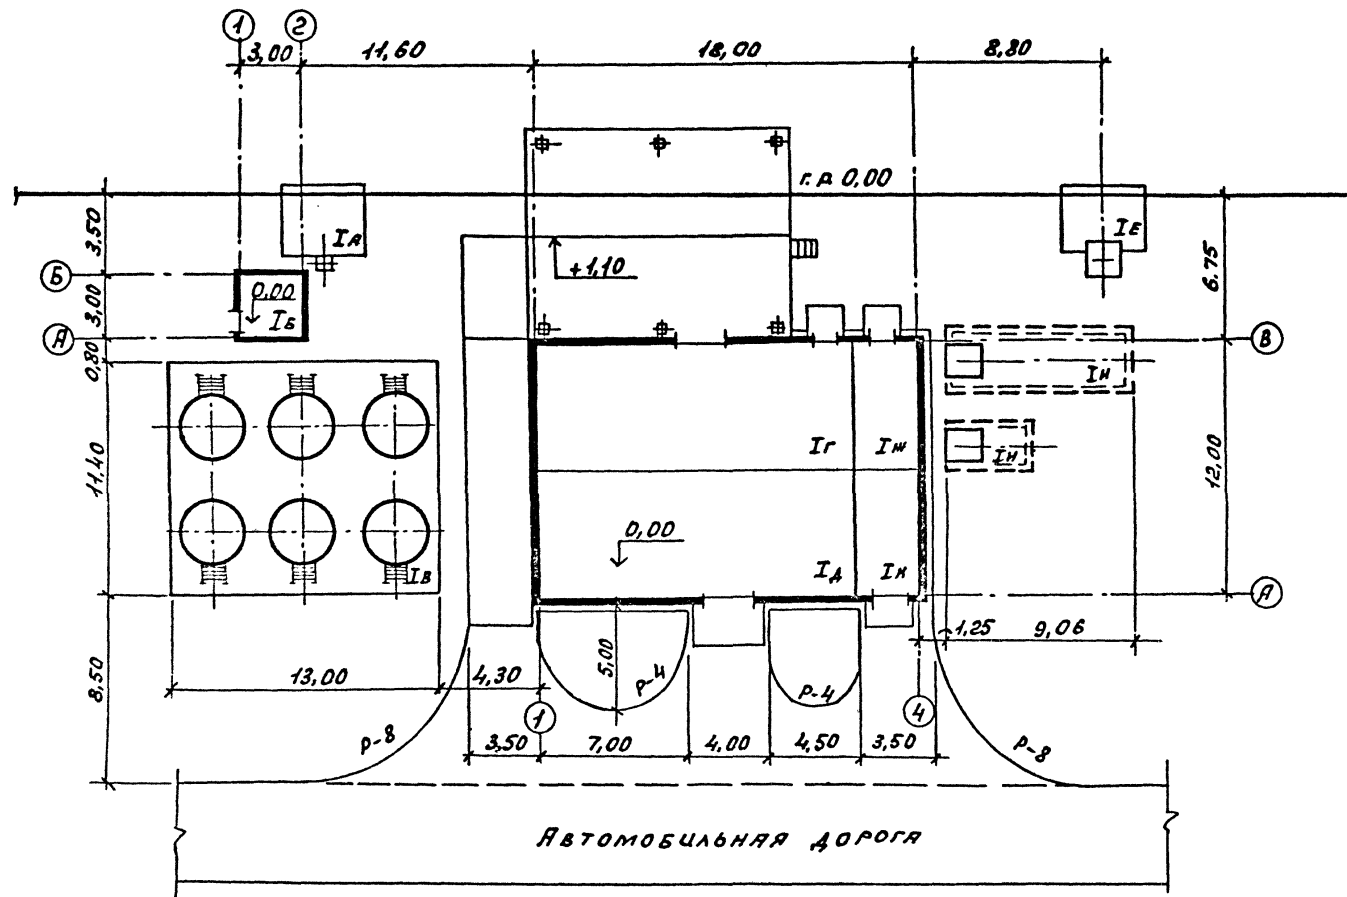 1 2
3,00 11,60 18,00 8,80
г.р 0,00
Iа Iе
3,50 3,00 0,80 11,40 8,50
Б
+1,10
6.75
0,00
Iб
А
В
Iи
Iг Iж
Iи
12,00
0,00
Iв
Iд Iк
А
1,25 9,06
13,00 4,30
5,00
р-4
р-4
1 4
р-8
3,50 7,00 4,00 4,50 3,50
р-8
Автомобильная дорога